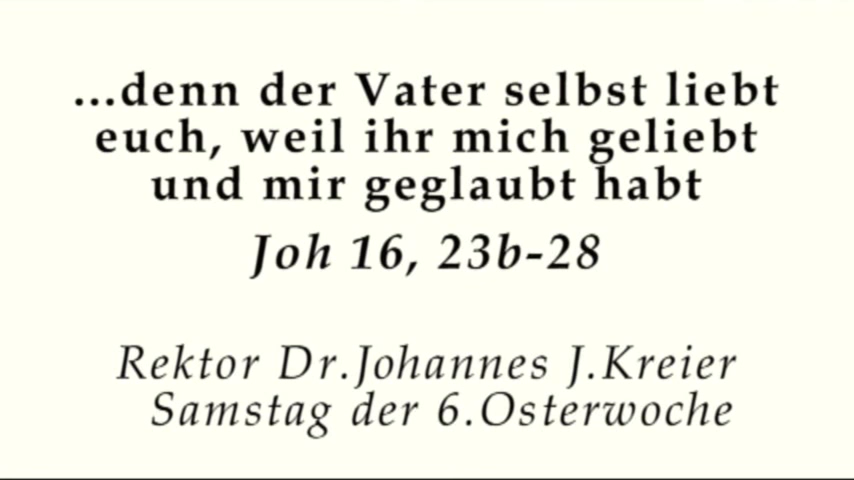 ...denn der Vater selbst liebt
euch, weil ihr mich geliebt
und mir geglaubt habt
Joh 16, 23b-28
Rektor Dr.Johannes J.Kreier
Samstag der 6.Osterwoche